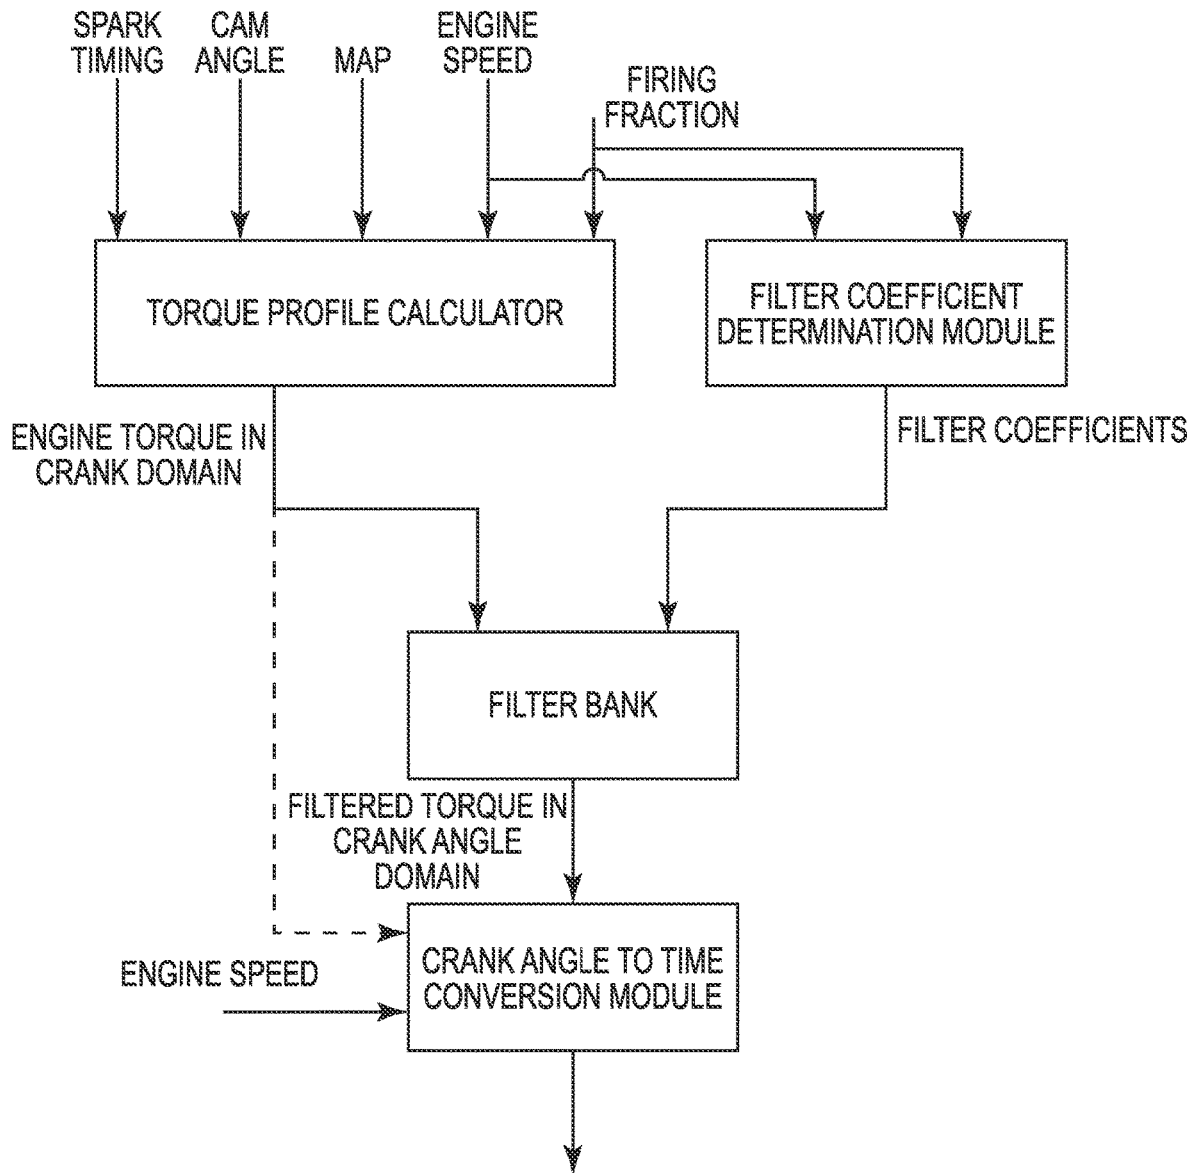 SPARK
TIMING
CAM
ANGLE
MAP
ENGINE
SPEED
FIRING
FRACTION
TORQUE PROFILE CALCULATOR
FILTER COEFFICIENT
DETERMINATION MODULE
ENGINE TORQUE IN
CRANK DOMAIN
FILTER COEFFICIENTS
FILTER BANK
FILTERED TORQUE IN
CRANK ANGLE
DOMAIN
ENGINE SPEED
CRANK ANGLE TO TIME
CONVERSION MODULE